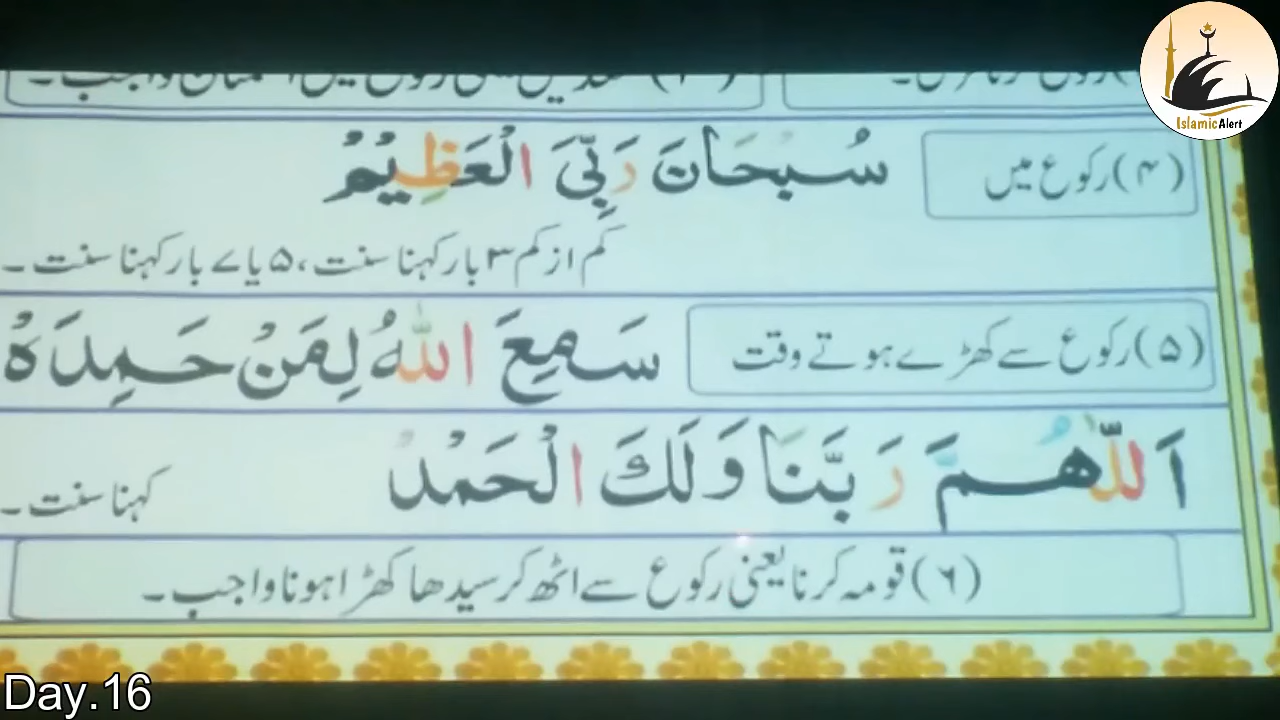 IslamicAlert
(۴) رکوع میں سُبحَانَ رَبِّیَ الْعَظِیْمُ
کم از کم ۳ بار کہنا سنت، ۵ یا ۷ بار کہنا سنت۔
(۵) رکوع سے کھڑے ہوتے وقت سَمِعَ اللّٰہُ لِمَنْ حَمِدَہُ
اَللّٰھُمَّ رَبَّنَا وَلَکَ الْحَمْدُ کہنا سنت۔
(۶) قومہ کرنا یعنی رکوع سے اٹھ کر سیدھا کھڑا ہونا واجب۔
Day.16